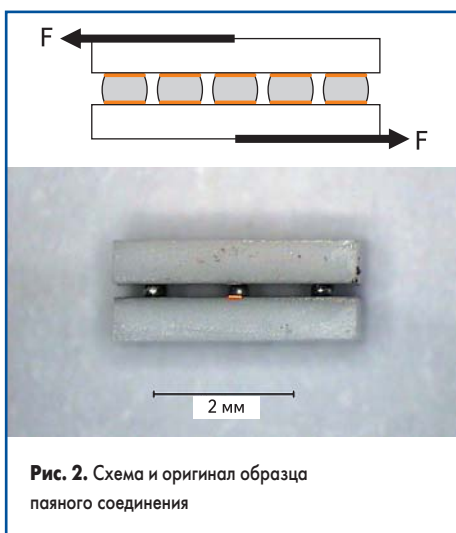 F
F
2 мм
Рис. 2. Схема и оригинал образца
паяного соединения